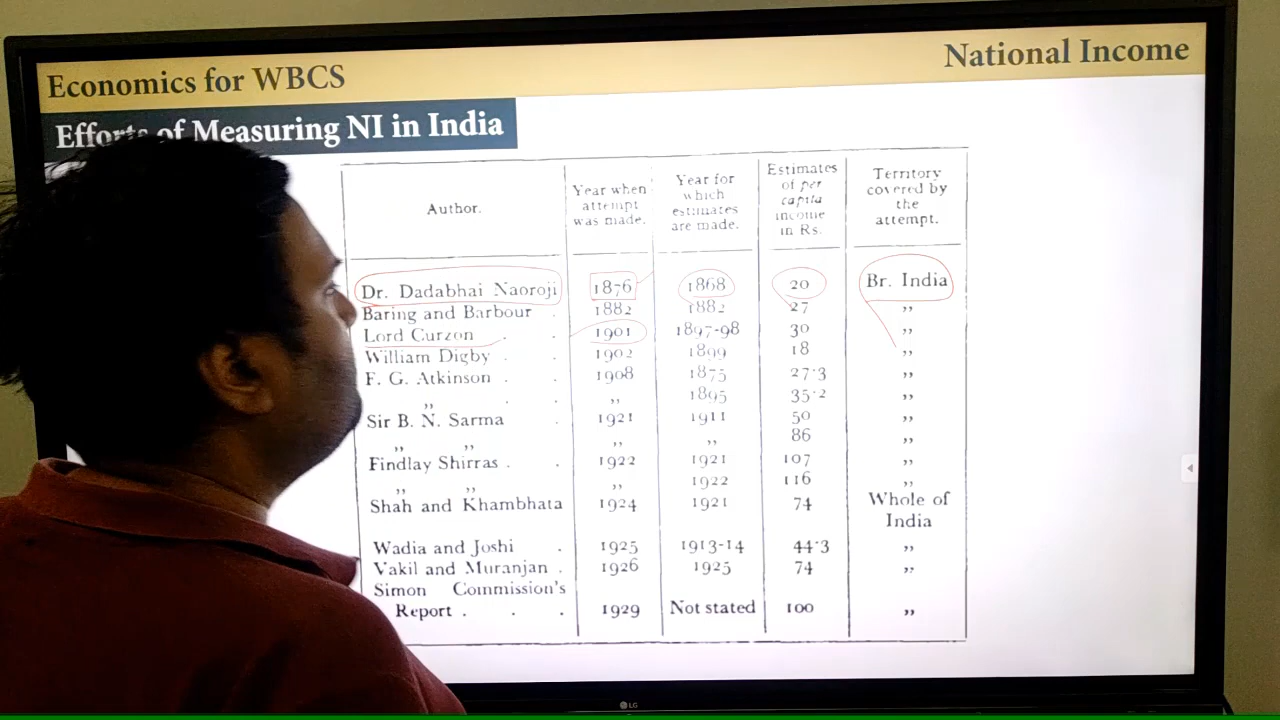 Economics for WBCS
National Income
Efforts of Measuring NI in India
Author. Year when attempt was made. Year for which estimates are made. Estimates of per capita income in Rs. Territory covered by the attempt.
Dr. Dadabhai Naoroji 1876 1868 20 Br. India
Baring and Barbour . 1882 1882 27 ,,
Lord Curzon . . 1901 1897-98 30 ,,
William Digby . . 1902 1899 18 ,,
F. G. Atkinson . . 1908 1875 27·3 ,,
,, . . ,, 1895 35·2 ,,
Sir B. N. Sarma . 1921 1911 50 ,,
,, ,, ,, ,, 86 ,,
Findlay Shirras . . 1922 1921 107 ,,
,, ,, ,, 1922 116 ,,
Shah and Khambhata 1924 1921 74 Whole of India
Wadia and Joshi . 1925 1913-14 44·3 ,,
Vakil and Muranjan . 1926 1925 74 ,,
Simon Commission's
Report . . . 1929 Not stated 100 ,,
LG